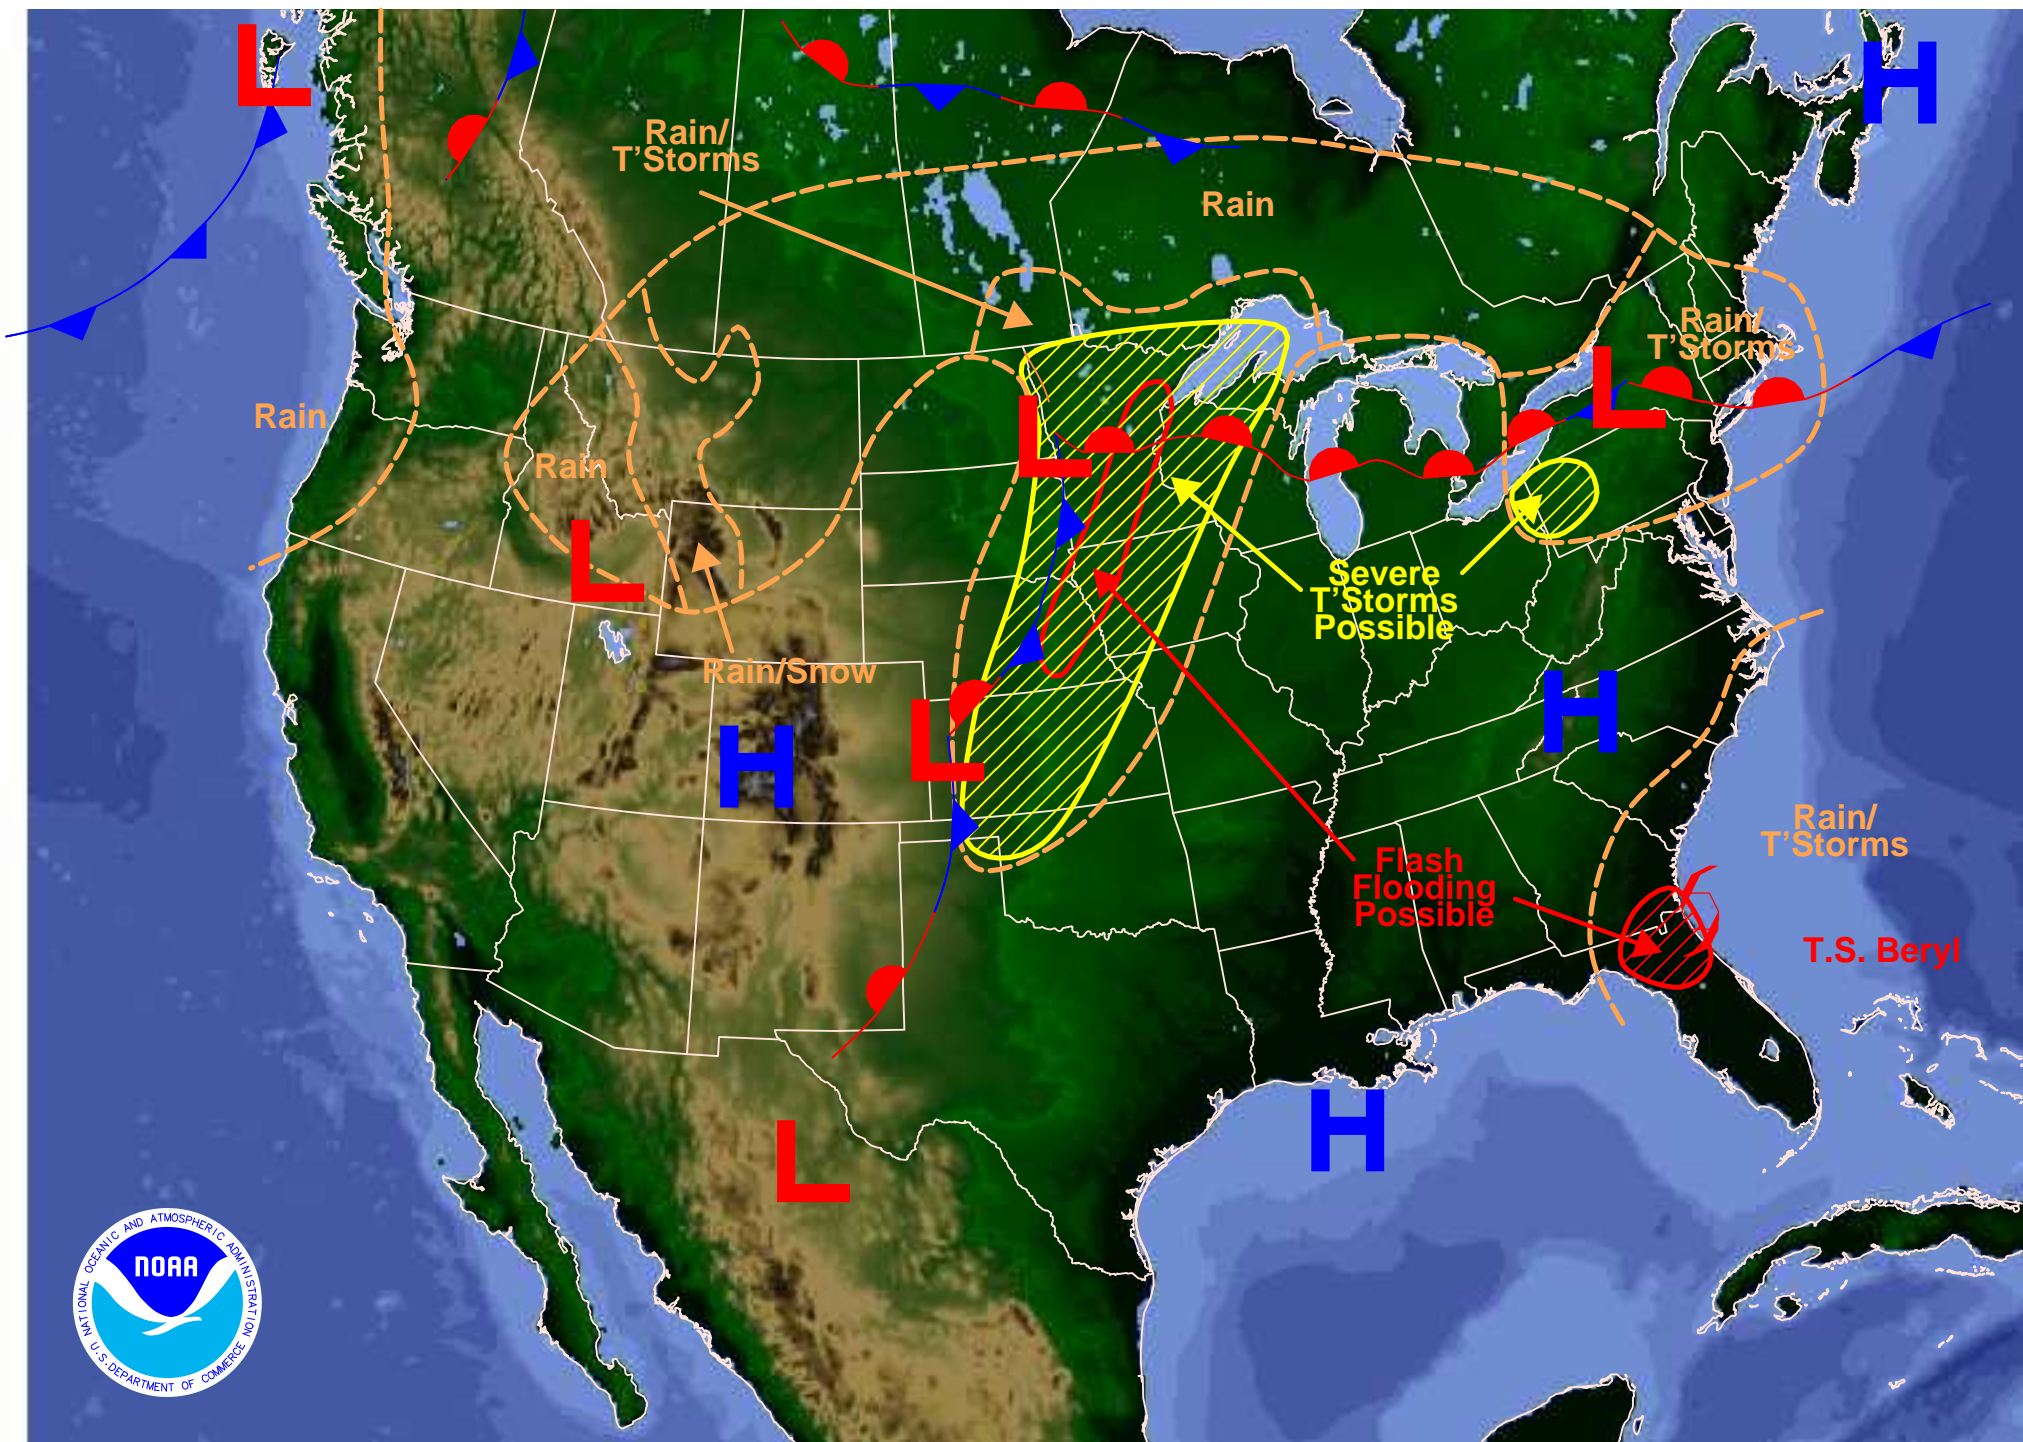 L
H
Rain/
T'Storms
Rain
Rain/
T'Storms
L
Rain
L
Rain
L
Severe
T'Storms
Possible
Rain/Snow
H
L
H
Rain/
T'Storms
Flash
Flooding
Possible
T.S. Beryl
H
L
NATIONAL OCEANIC AND ATMOSPHERIC ADMINISTRATION
NOAA
U.S. DEPARTMENT OF COMMERCE